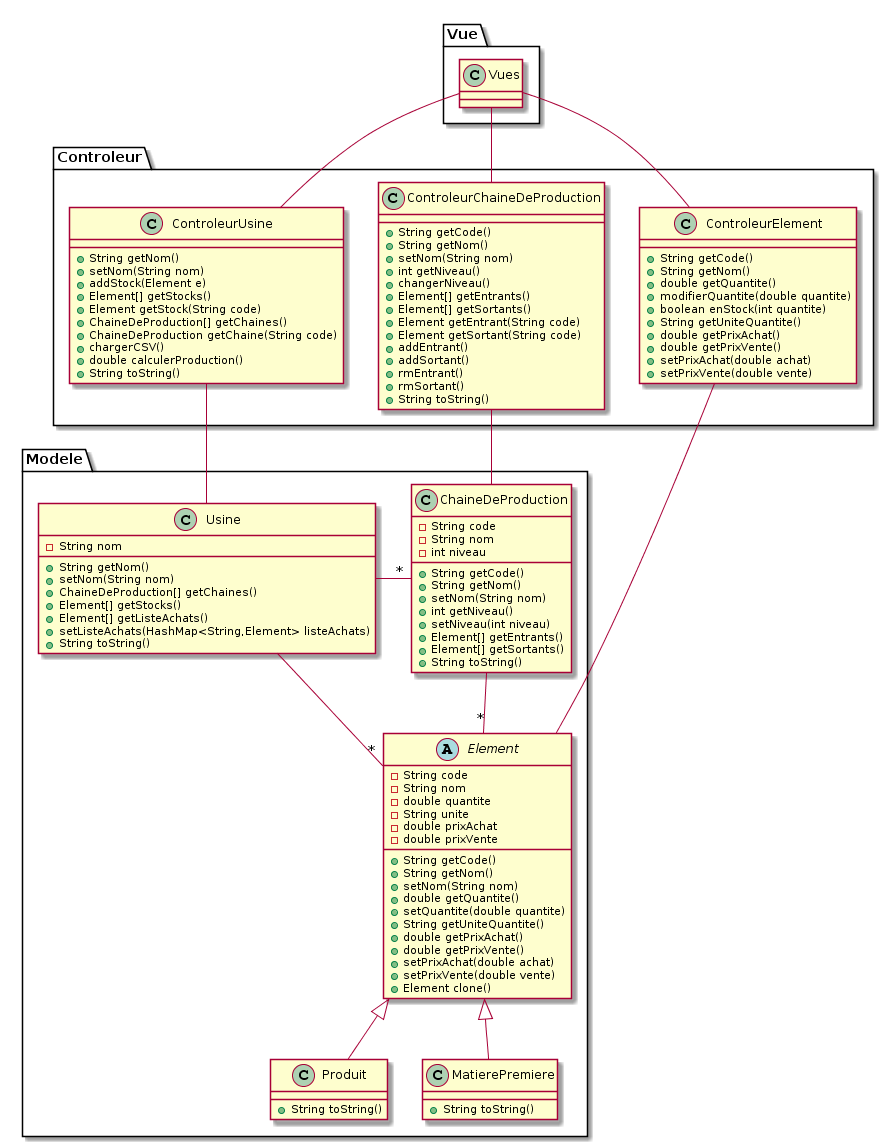 Vue
C Vues
Controleur
C ControleurUsine
String getNom()
setNom(String nom)
addStock(Element e)
Element[] getStocks()
Element getStock(String code)
ChaineDeProduction[] getChaines()
ChaineDeProduction getChaine(String code)
chargerCSV()
double calculerProduction()
String toString()
C ControleurChaineDeProduction
String getCode()
String getNom()
setNom(String nom)
int getNiveau()
changerNiveau()
Element[] getEntrants()
Element[] getSortants()
Element getEntrant(String code)
Element getSortant(String code)
addEntrant()
addSortant()
rmEntrant()
rmSortant()
String toString()
C ControleurElement
String getCode()
String getNom()
double getQuantite()
modifierQuantite(double quantite)
boolean enStock(int quantite)
String getUniteQuantite()
double getPrixAchat()
double getPrixVente()
setPrixAchat(double achat)
setPrixVente(double vente)
Modele
C Usine
String nom
String getNom()
setNom(String nom)
ChaineDeProduction[] getChaines()
Element[] getStocks()
Element[] getListeAchats()
setListeAchats(HashMap<String,Element> listeAchats)
String toString()
*
C ChaineDeProduction
String code
String nom
int niveau
String getCode()
String getNom()
setNom(String nom)
int getNiveau()
setNiveau(int niveau)
Element[] getEntrants()
Element[] getSortants()
String toString()
*
*
A Element
String code
String nom
double quantite
String unite
double prixAchat
double prixVente
String getCode()
String getNom()
setNom(String nom)
double getQuantite()
setQuantite(double quantite)
String getUniteQuantite()
double getPrixAchat()
double getPrixVente()
setPrixAchat(double achat)
setPrixVente(double vente)
Element clone()
C Produit
String toString()
C MatierePremiere
String toString()